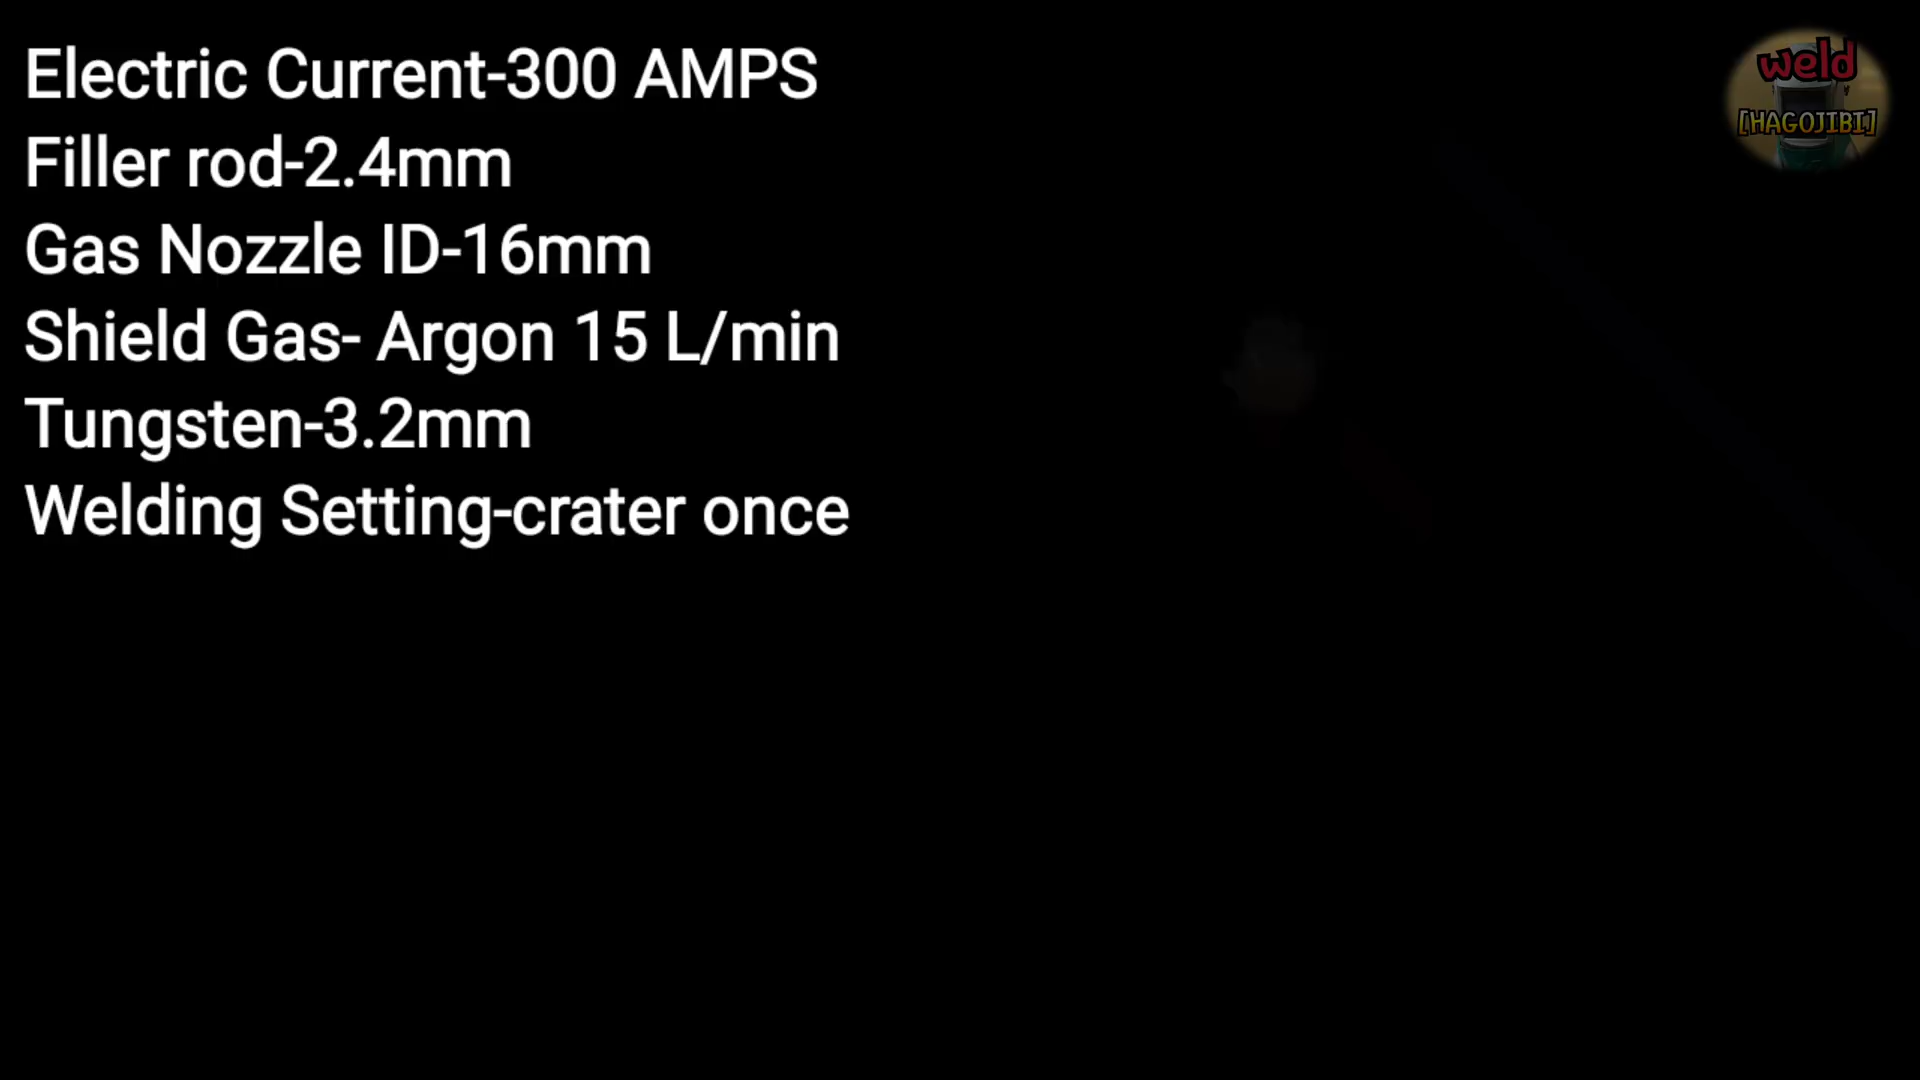 Electric Current-300 AMPS
Filler rod-2.4mm
Gas Nozzle ID-16mm
Shield Gas- Argon 15 L/min
Tungsten-3.2mm
Welding Setting-crater once
weld
[HAGOJIBI]